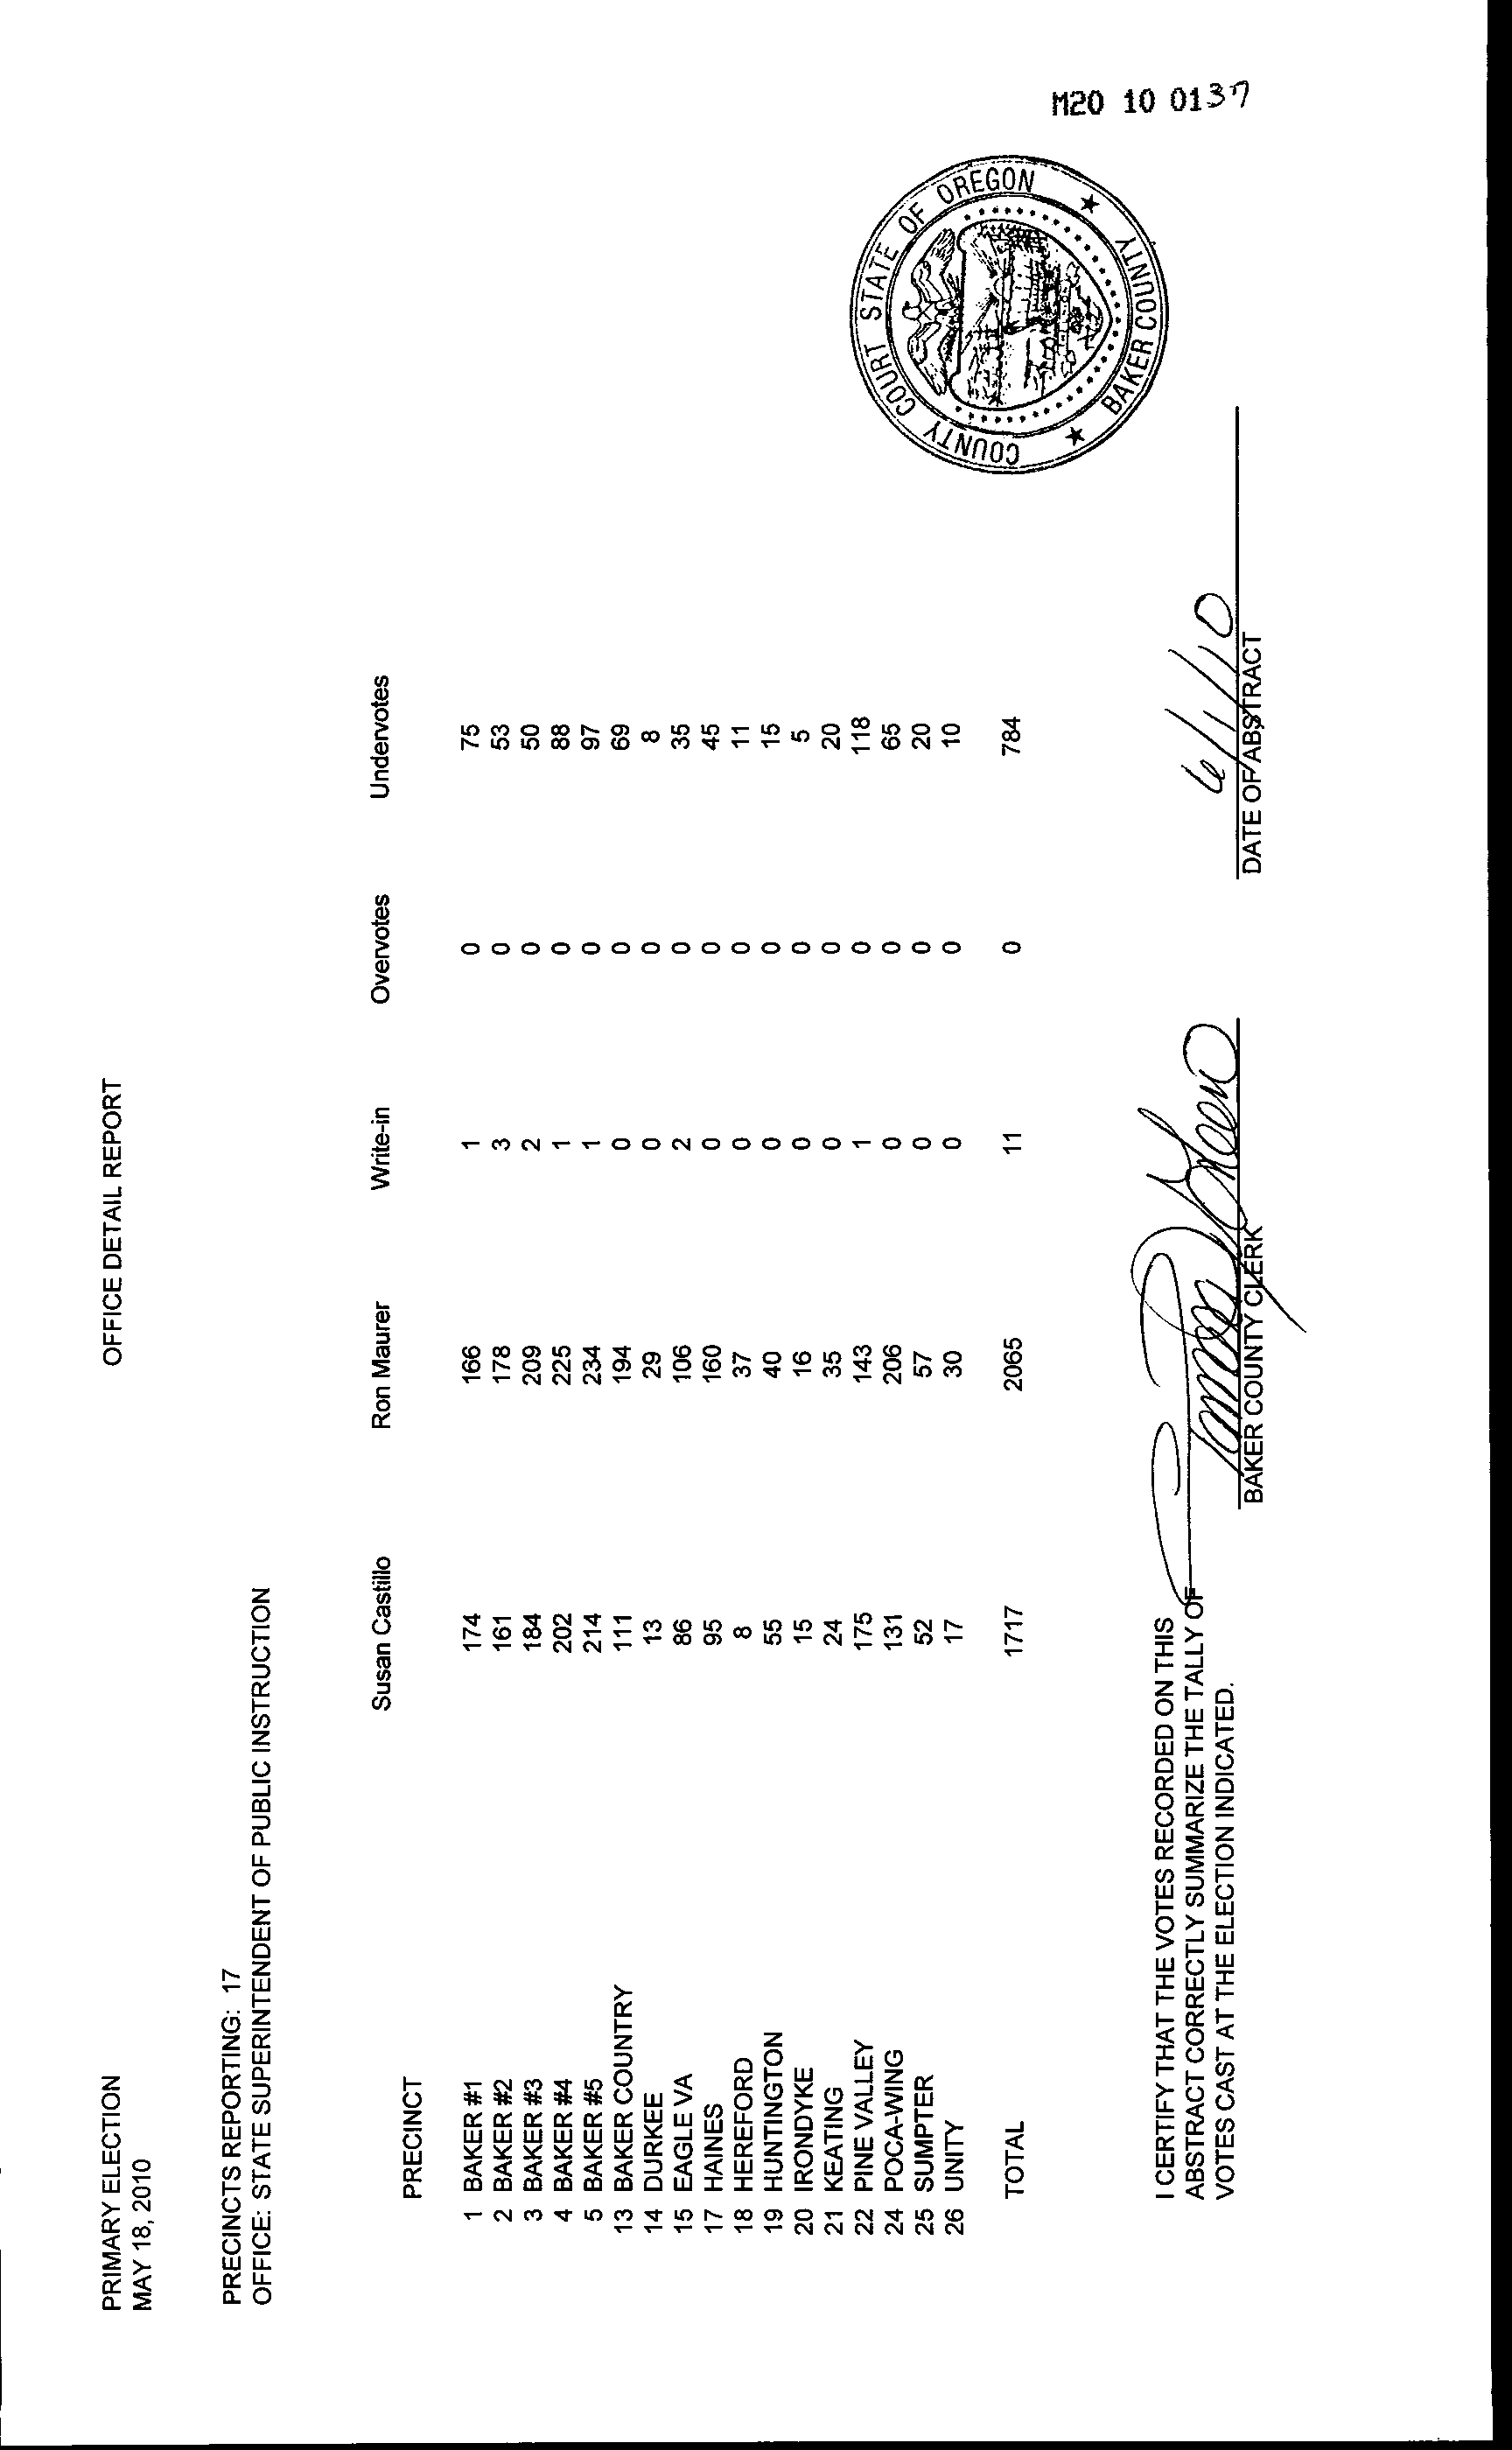 M20 10 0137
PRIMARY ELECTION OFFICE DETAIL REPORT
MAY 18, 2010
PRECINCTS REPORTING: 17
OFFICE: STATE SUPERINTENDENT OF PUBLIC INSTRUCTION
Susan Castillo Ron Maurer Write-in Overvotes Undervotes
PRECINCT
1 BAKER #1 174 166 1 0 75
2 BAKER #2 161 178 3 0 53
3 BAKER #3 184 209 2 0 50
4 BAKER #4 202 225 1 0 88
5 BAKER #5 214 234 1 0 97
13 BAKER COUNTRY 111 194 0 0 69
14 DURKEE 13 29 0 0 8
15 EAGLE VA 86 106 2 0 35
17 HAINES 95 160 0 0 45
18 HEREFORD 8 37 0 0 11
19 HUNTINGTON 55 40 0 0 15
20 IRONDYKE 15 16 0 0 5
21 KEATING 24 35 0 0 20
22 PINE VALLEY 175 143 1 0 118
24 POCA-WING 131 206 0 0 65
25 SUMPTER 52 57 0 0 20
26 UNITY 17 30 0 0 10
TOTAL 1717 2065 11 0 784
COUNTY COURT STATE OF OREGON
★ BAKER COUNTY ★
I CERTIFY THAT THE VOTES RECORDED ON THIS
ABSTRACT CORRECTLY SUMMARIZE THE TALLY OF
VOTES CAST AT THE ELECTION INDICATED.
Tamara Green 6/1/10
BAKER COUNTY CLERK DATE OF ABSTRACT